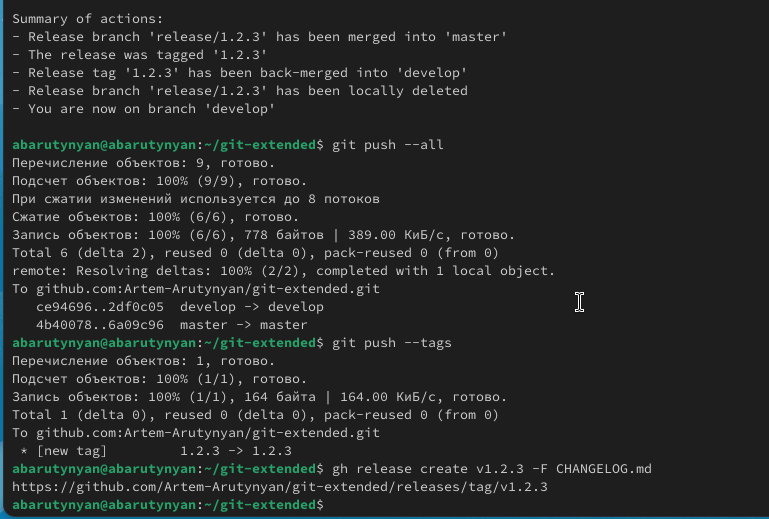 Summary of actions:
- Release branch 'release/1.2.3' has been merged into 'master'
- The release was tagged '1.2.3'
- Release tag '1.2.3' has been back-merged into 'develop'
- Release branch 'release/1.2.3' has been locally deleted
- You are now on branch 'develop'
abarutynyan@abarutynyan:~/git-extended$ git push --all
Перечисление объектов: 9, готово.
Подсчет объектов: 100% (9/9), готово.
При сжатии изменений используется до 8 потоков
Сжатие объектов: 100% (6/6), готово.
Запись объектов: 100% (6/6), 778 байтов | 389.00 КиБ/с, готово.
Total 6 (delta 2), reused 0 (delta 0), pack-reused 0 (from 0)
remote: Resolving deltas: 100% (2/2), completed with 1 local object.
To github.com:Artem-Arutynyan/git-extended.git
   ce94696..2df0c05  develop -> develop
   4b40078..6a09c96  master -> master
abarutynyan@abarutynyan:~/git-extended$ git push --tags
Перечисление объектов: 1, готово.
Подсчет объектов: 100% (1/1), готово.
Запись объектов: 100% (1/1), 164 байта | 164.00 КиБ/с, готово.
Total 1 (delta 0), reused 0 (delta 0), pack-reused 0 (from 0)
To github.com:Artem-Arutynyan/git-extended.git
 * [new tag]         1.2.3 -> 1.2.3
abarutynyan@abarutynyan:~/git-extended$ gh release create v1.2.3 -F CHANGELOG.md
https://github.com/Artem-Arutynyan/git-extended/releases/tag/v1.2.3
abarutynyan@abarutynyan:~/git-extended$